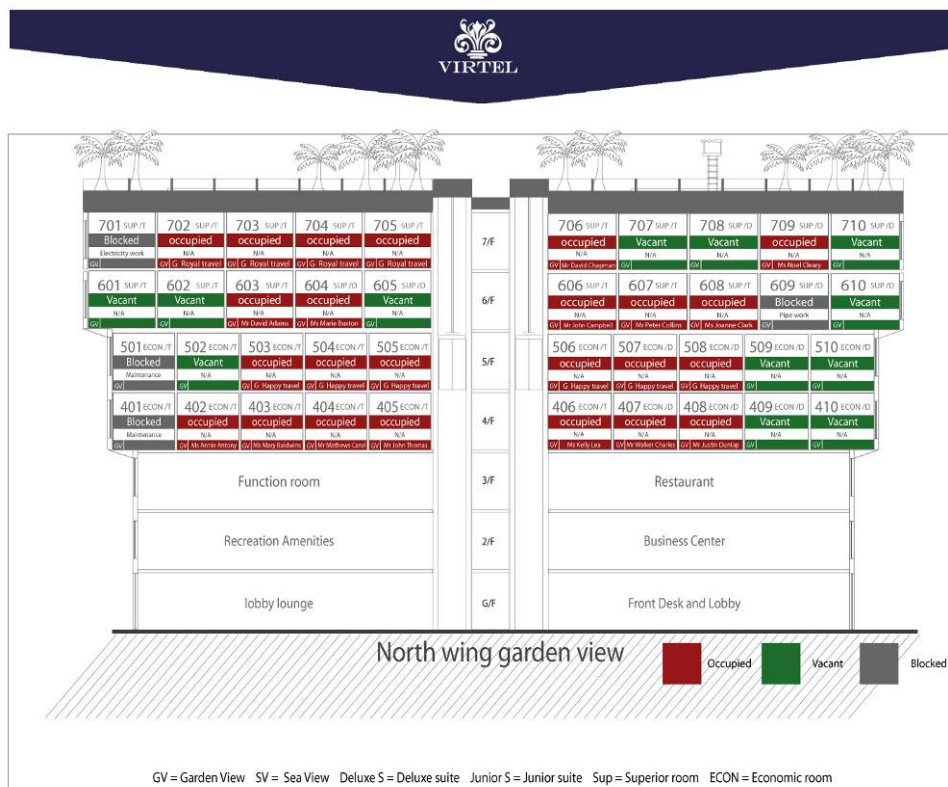 VIRTEL
701 SUP/T 702 SUP/T 703 SUP/T 704 SUP/T 705 SUP/T 706 SUP/T 707 SUP/T 708 SUP/D 709 SUP/D 710 SUP/D
Blocked occupied occupied occupied occupied 7/F occupied Vacant Vacant occupied Vacant
Electricity work N/A N/A N/A N/A N/A N/A N/A N/A N/A
GV GV G Royal travel GV G Royal travel GV G Royal travel GV G Royal travel GV Mr David Chapman GV GV GV Ms Noel Cleary GV
601 SUP/T 602 SUP/T 603 SUP/T 604 SUP/D 605 SUP/D 606 SUP/T 607 SUP/T 608 SUP/T 609 SUP/D 610 SUP/D
Vacant Vacant occupied occupied Vacant 6/F occupied occupied occupied Blocked Vacant
N/A N/A N/A N/A N/A N/A N/A N/A Pipe work N/A
GV GV GV Mr David Adams GV Ms Marie Buxton GV GV Mr John Campbell GV Mr Peter Collins GV Ms Joanne Clark GV GV
501 ECON/T 502 ECON/T 503 ECON/T 504 ECON/T 505 ECON/T 506 ECON/T 507 ECON/D 508 ECON/D 509 ECON/D 510 ECON/D
Blocked Vacant occupied occupied occupied 5/F occupied occupied occupied Vacant Vacant
Maintenance N/A N/A N/A N/A N/A N/A N/A N/A N/A
GV GV GV G Happy travel GV G Happy travel GV G Happy travel GV G Happy travel GV G Happy travel GV G Happy travel GV GV
401 ECON/T 402 ECON/T 403 ECON/T 404 ECON/T 405 ECON/T 406 ECON/T 407 ECON/D 408 ECON/D 409 ECON/D 410 ECON/D
Blocked occupied occupied occupied occupied 4/F occupied occupied occupied Vacant Vacant
Maintenance N/A N/A N/A N/A N/A N/A N/A N/A N/A
GV GV Ms Annie Antony GV Ms Mary Baldwins GV Mr Mathows Carol GV Mr John Thomas GV Ms Kelly Lea GV Mr Walker Charles GV Mr Justin Dunlap GV GV
Function room 3/F Restaurant
Recreation Amenities 2/F Business Center
lobby lounge G/F Front Desk and Lobby
North wing garden view Occupied Vacant Blocked
GV = Garden View SV = Sea View Deluxe S = Deluxe suite Junior S = Junior suite Sup = Superior room ECON = Economic room